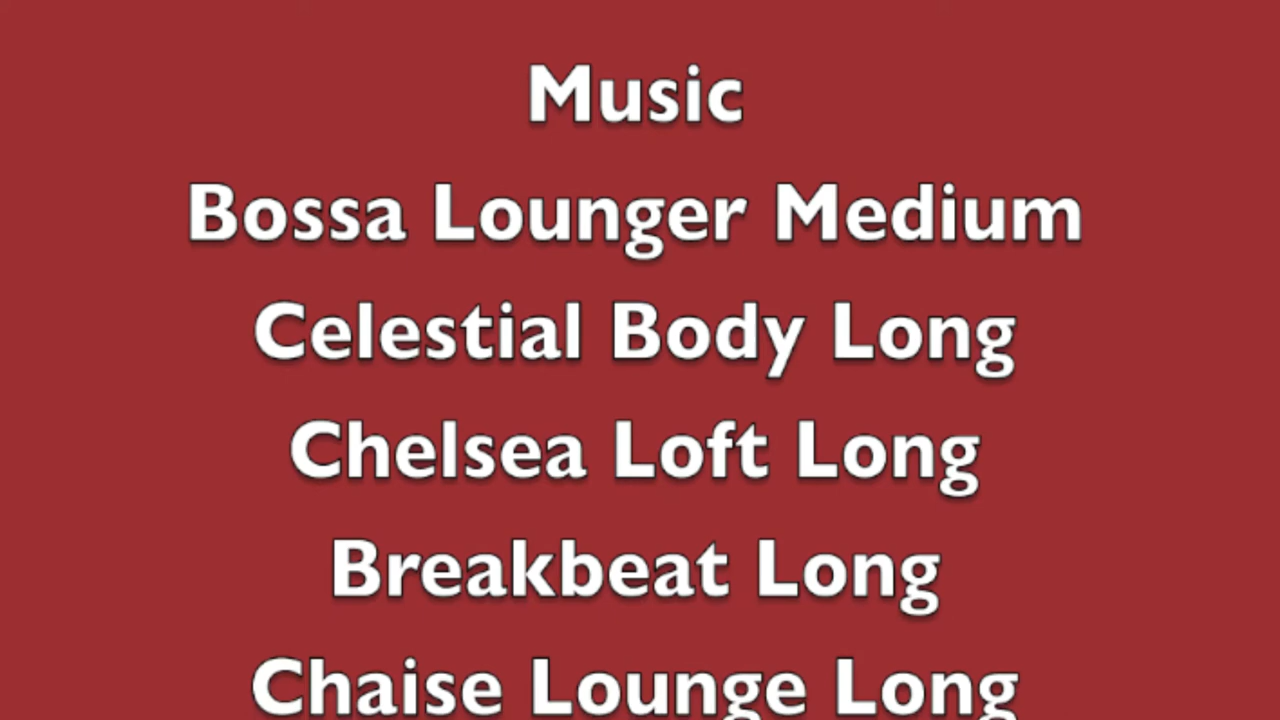 Music
Bossa Lounger Medium
Celestial Body Long
Chelsea Loft Long
Breakbeat Long
Chaise Lounge Long